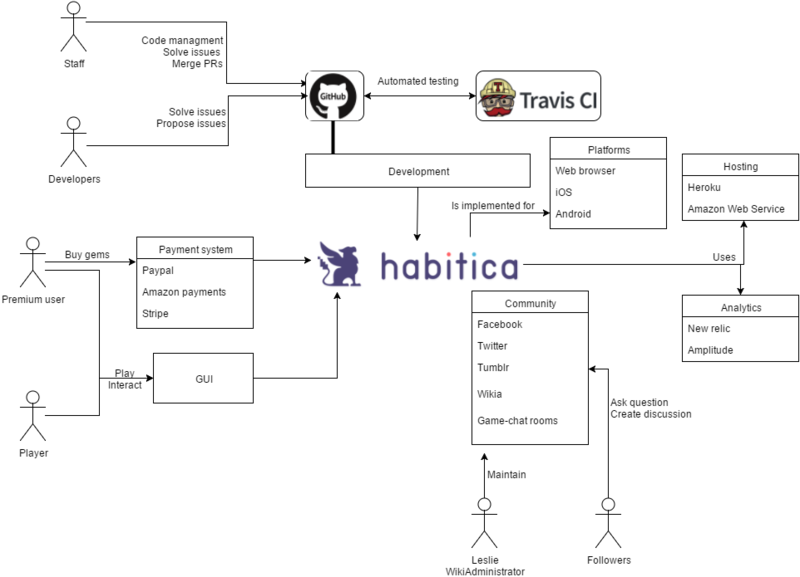 Code managment
Solve issues
Merge PRs
Staff
GitHub
Automated testing
Travis CI
Solve issues
Propose issues
Developers
Development
Platforms
Web browser
iOS
Android
Hosting
Heroku
Amazon Web Service
Is implemented for
Buy gems
Premium user
Payment system
Paypal
Amazon payments
Stripe
habitica
Uses
Analytics
New relic
Amplitude
Community
Facebook
Twitter
Tumblr
Wikia
Game-chat rooms
Play
Interact
GUI
Player
Ask question
Create discussion
Maintain
Leslie
WikiAdministrator
Followers